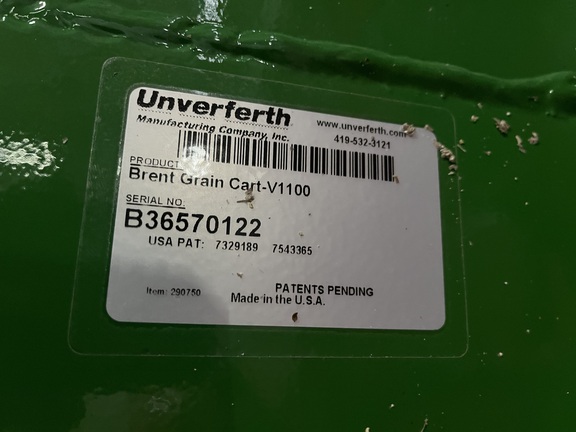 Unverferth
Manufacturing Company, Inc.
www.unverferth.com
419-532-3121
PRODUCT
Brent Grain Cart-V1100
SERIAL NO.
B36570122
USA PAT: 7329189 7543365
PATENTS PENDING
Item: 290750
Made in the U.S.A.